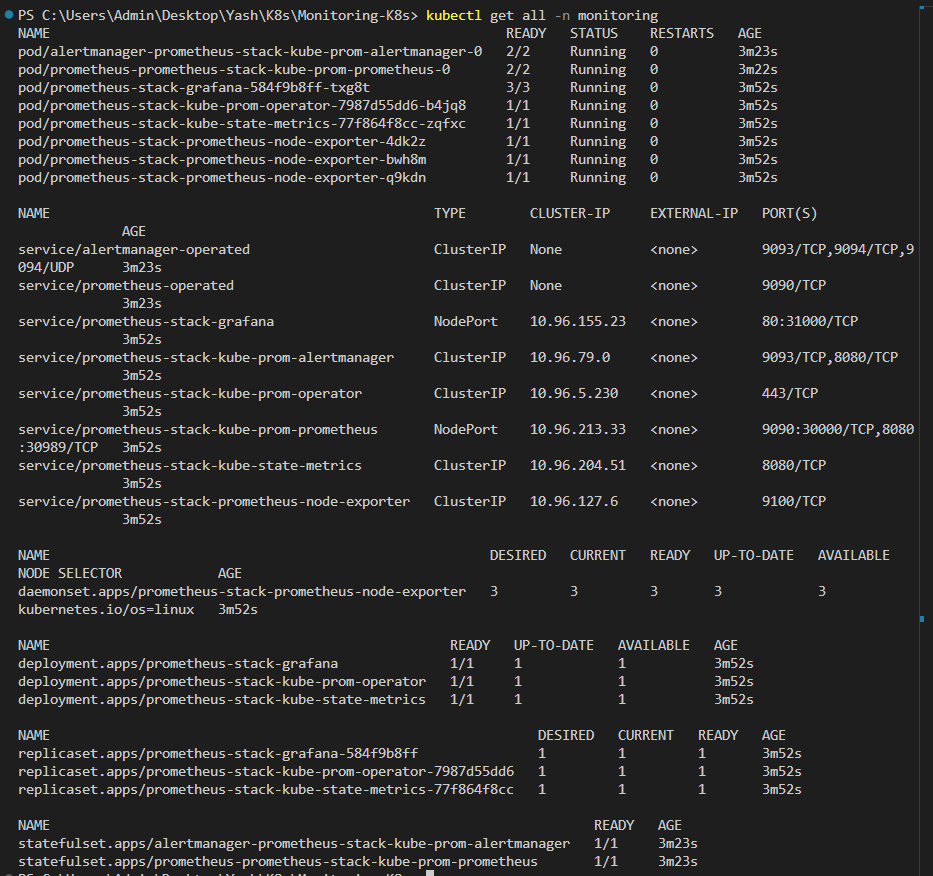 PS C:\Users\Admin\Desktop\Yash\K8s\Monitoring-K8s> kubectl get all -n monitoring
NAME READY STATUS RESTARTS AGE
pod/alertmanager-prometheus-stack-kube-prom-alertmanager-0 2/2 Running 0 3m23s
pod/prometheus-prometheus-stack-kube-prom-prometheus-0 2/2 Running 0 3m22s
pod/prometheus-stack-grafana-584f9b8ff-txg8t 3/3 Running 0 3m52s
pod/prometheus-stack-kube-prom-operator-7987d55dd6-b4jq8 1/1 Running 0 3m52s
pod/prometheus-stack-kube-state-metrics-77f864f8cc-zqfxc 1/1 Running 0 3m52s
pod/prometheus-stack-prometheus-node-exporter-4dk2z 1/1 Running 0 3m52s
pod/prometheus-stack-prometheus-node-exporter-bwh8m 1/1 Running 0 3m52s
pod/prometheus-stack-prometheus-node-exporter-q9kdn 1/1 Running 0 3m52s
NAME TYPE CLUSTER-IP EXTERNAL-IP PORT(S)
AGE
service/alertmanager-operated ClusterIP None <none> 9093/TCP,9094/TCP,9
094/UDP 3m23s
service/prometheus-operated ClusterIP None <none> 9090/TCP
3m23s
service/prometheus-stack-grafana NodePort 10.96.155.23 <none> 80:31000/TCP
3m52s
service/prometheus-stack-kube-prom-alertmanager ClusterIP 10.96.79.0 <none> 9093/TCP,8080/TCP
3m52s
service/prometheus-stack-kube-prom-operator ClusterIP 10.96.5.230 <none> 443/TCP
3m52s
service/prometheus-stack-kube-prom-prometheus NodePort 10.96.213.33 <none> 9090:30000/TCP,8080
:30989/TCP 3m52s
service/prometheus-stack-kube-state-metrics ClusterIP 10.96.204.51 <none> 8080/TCP
3m52s
service/prometheus-stack-prometheus-node-exporter ClusterIP 10.96.127.6 <none> 9100/TCP
3m52s
NAME DESIRED CURRENT READY UP-TO-DATE AVAILABLE
NODE SELECTOR AGE
daemonset.apps/prometheus-stack-prometheus-node-exporter 3 3 3 3 3
kubernetes.io/os=linux 3m52s
NAME READY UP-TO-DATE AVAILABLE AGE
deployment.apps/prometheus-stack-grafana 1/1 1 1 3m52s
deployment.apps/prometheus-stack-kube-prom-operator 1/1 1 1 3m52s
deployment.apps/prometheus-stack-kube-state-metrics 1/1 1 1 3m52s
NAME DESIRED CURRENT READY AGE
replicaset.apps/prometheus-stack-grafana-584f9b8ff 1 1 1 3m52s
replicaset.apps/prometheus-stack-kube-prom-operator-7987d55dd6 1 1 1 3m52s
replicaset.apps/prometheus-stack-kube-state-metrics-77f864f8cc 1 1 1 3m52s
NAME READY AGE
statefulset.apps/alertmanager-prometheus-stack-kube-prom-alertmanager 1/1 3m23s
statefulset.apps/prometheus-prometheus-stack-kube-prom-prometheus 1/1 3m23s